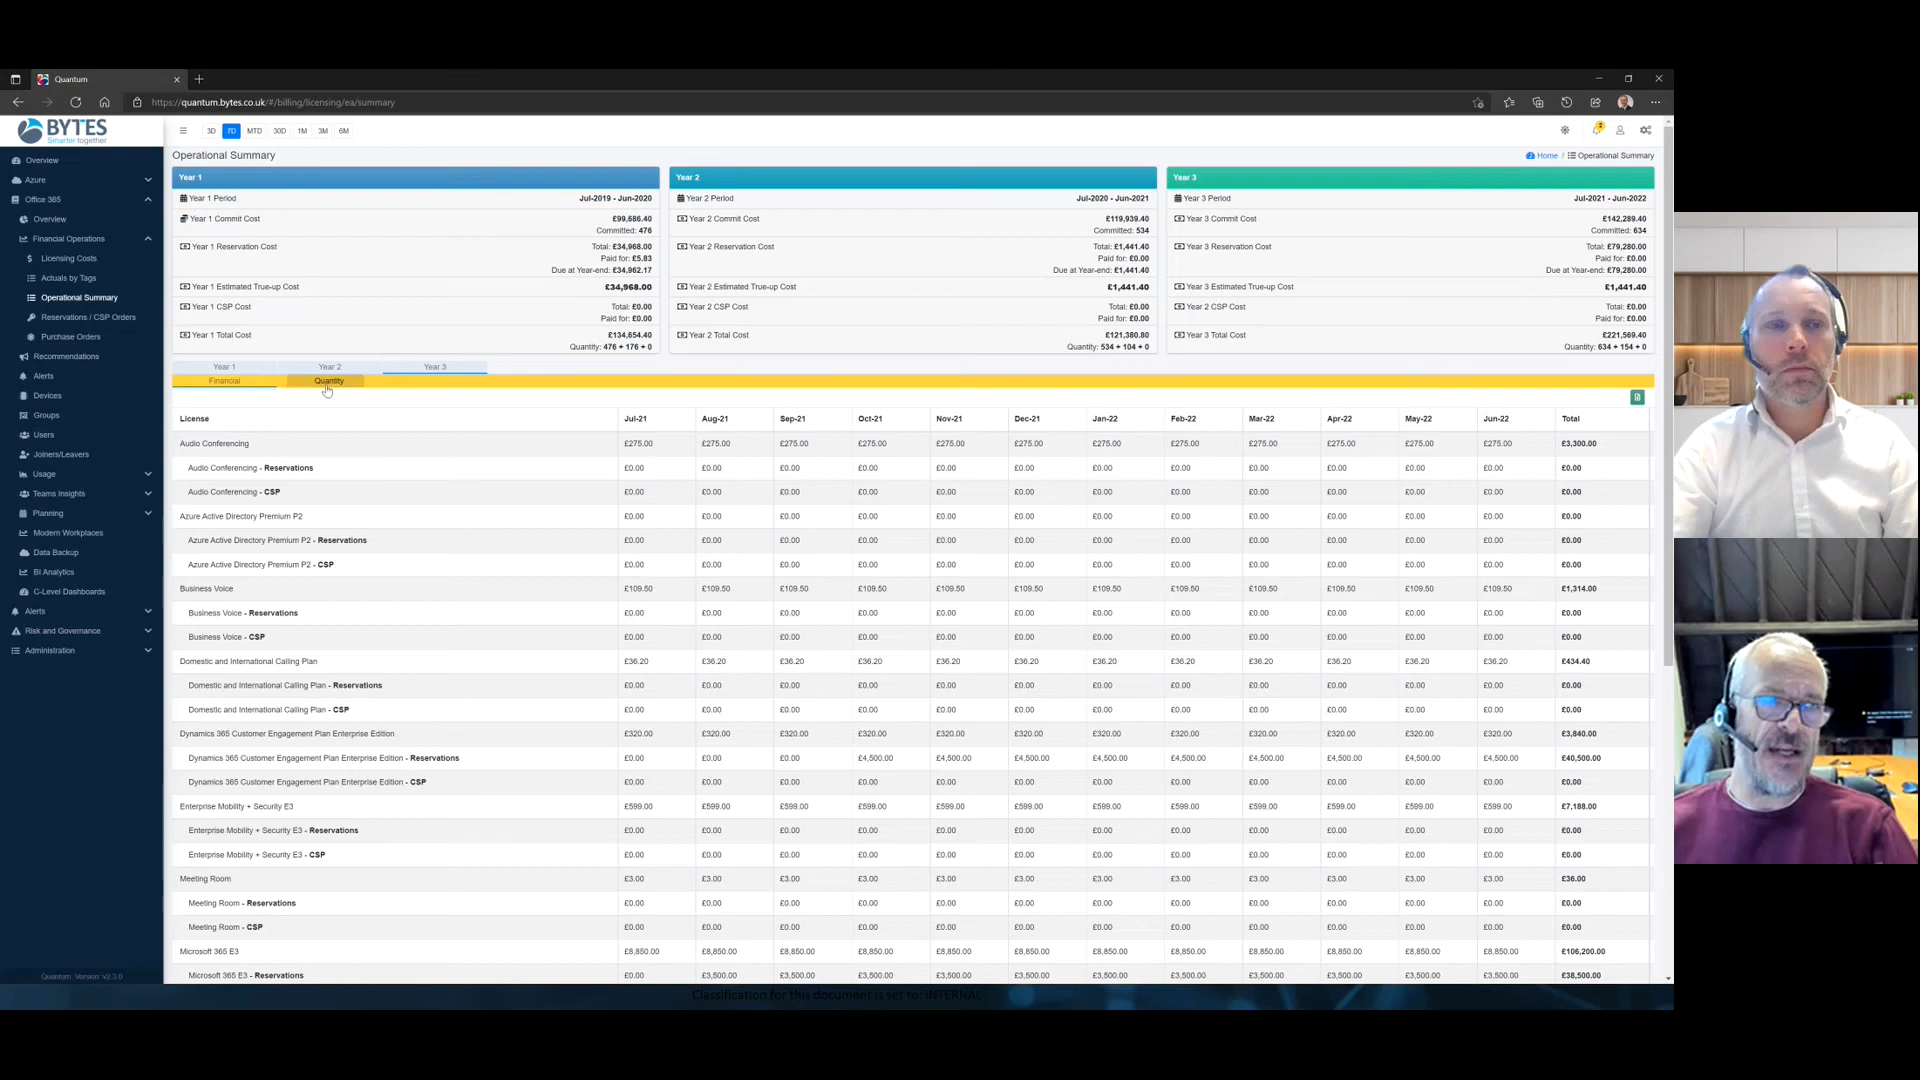 Quantum
https://quantum.bytes.co.uk/#/billing/licensing/ea/summary
BYTES
Smarter together
3D 7D MTD 30D 1M 3M 6M
2
Overview
Azure
Office 365
Overview
Financial Operations
Licensing Costs
Actuals by Tags
Operational Summary
Reservations / CSP Orders
Purchase Orders
Recommendations
Alerts
Devices
Groups
Users
Joiners/Leavers
Usage
Teams Insights
Planning
Modern Workplaces
Data Backup
BI Analytics
C-Level Dashboards
Alerts
Risk and Governance
Administration
Quantum. Version: v2.3.0
Operational Summary
Home / Operational Summary
Year 1
Year 1 Period Jul-2019 - Jun-2020
Year 1 Commit Cost £99,686.40
Committed: 476
Year 1 Reservation Cost Total: £34,968.00
Paid for: £5.83
Due at Year-end: £34,962.17
Year 1 Estimated True-up Cost £34,968.00
Year 1 CSP Cost Total: £0.00
Paid for: £0.00
Year 1 Total Cost £134,654.40
Quantity: 476 + 176 + 0
Year 2
Year 2 Period Jul-2020 - Jun-2021
Year 2 Commit Cost £119,939.40
Committed: 534
Year 2 Reservation Cost Total: £1,441.40
Paid for: £0.00
Due at Year-end: £1,441.40
Year 2 Estimated True-up Cost £1,441.40
Year 2 CSP Cost Total: £0.00
Paid for: £0.00
Year 2 Total Cost £121,380.80
Quantity: 534 + 104 + 0
Year 3
Year 3 Period Jul-2021 - Jun-2022
Year 3 Commit Cost £142,289.40
Committed: 634
Year 3 Reservation Cost Total: £79,280.00
Paid for: £0.00
Due at Year-end: £79,280.00
Year 3 Estimated True-up Cost £1,441.40
Year 2 CSP Cost Total: £0.00
Paid for: £0.00
Year 3 Total Cost £221,569.40
Quantity: 634 + 154 + 0
Year 1 Year 2 Year 3
Financial Quantity
License Jul-21 Aug-21 Sep-21 Oct-21 Nov-21 Dec-21 Jan-22 Feb-22 Mar-22 Apr-22 May-22 Jun-22 Total
Audio Conferencing £275.00 £275.00 £275.00 £275.00 £275.00 £275.00 £275.00 £275.00 £275.00 £275.00 £275.00 £275.00 £3,300.00
Audio Conferencing - Reservations £0.00 £0.00 £0.00 £0.00 £0.00 £0.00 £0.00 £0.00 £0.00 £0.00 £0.00 £0.00 £0.00
Audio Conferencing - CSP £0.00 £0.00 £0.00 £0.00 £0.00 £0.00 £0.00 £0.00 £0.00 £0.00 £0.00 £0.00 £0.00
Azure Active Directory Premium P2 £0.00 £0.00 £0.00 £0.00 £0.00 £0.00 £0.00 £0.00 £0.00 £0.00 £0.00 £0.00 £0.00
Azure Active Directory Premium P2 - Reservations £0.00 £0.00 £0.00 £0.00 £0.00 £0.00 £0.00 £0.00 £0.00 £0.00 £0.00 £0.00 £0.00
Azure Active Directory Premium P2 - CSP £0.00 £0.00 £0.00 £0.00 £0.00 £0.00 £0.00 £0.00 £0.00 £0.00 £0.00 £0.00 £0.00
Business Voice £109.50 £109.50 £109.50 £109.50 £109.50 £109.50 £109.50 £109.50 £109.50 £109.50 £109.50 £109.50 £1,314.00
Business Voice - Reservations £0.00 £0.00 £0.00 £0.00 £0.00 £0.00 £0.00 £0.00 £0.00 £0.00 £0.00 £0.00 £0.00
Business Voice - CSP £0.00 £0.00 £0.00 £0.00 £0.00 £0.00 £0.00 £0.00 £0.00 £0.00 £0.00 £0.00 £0.00
Domestic and International Calling Plan £36.20 £36.20 £36.20 £36.20 £36.20 £36.20 £36.20 £36.20 £36.20 £36.20 £36.20 £36.20 £434.40
Domestic and International Calling Plan - Reservations £0.00 £0.00 £0.00 £0.00 £0.00 £0.00 £0.00 £0.00 £0.00 £0.00 £0.00 £0.00 £0.00
Domestic and International Calling Plan - CSP £0.00 £0.00 £0.00 £0.00 £0.00 £0.00 £0.00 £0.00 £0.00 £0.00 £0.00 £0.00 £0.00
Dynamics 365 Customer Engagement Plan Enterprise Edition £320.00 £320.00 £320.00 £320.00 £320.00 £320.00 £320.00 £320.00 £320.00 £320.00 £320.00 £320.00 £3,840.00
Dynamics 365 Customer Engagement Plan Enterprise Edition - Reservations £0.00 £0.00 £0.00 £4,500.00 £4,500.00 £4,500.00 £4,500.00 £4,500.00 £4,500.00 £4,500.00 £4,500.00 £4,500.00 £40,500.00
Dynamics 365 Customer Engagement Plan Enterprise Edition - CSP £0.00 £0.00 £0.00 £0.00 £0.00 £0.00 £0.00 £0.00 £0.00 £0.00 £0.00 £0.00 £0.00
Enterprise Mobility + Security E3 £599.00 £599.00 £599.00 £599.00 £599.00 £599.00 £599.00 £599.00 £599.00 £599.00 £599.00 £599.00 £7,188.00
Enterprise Mobility + Security E3 - Reservations £0.00 £0.00 £0.00 £0.00 £0.00 £0.00 £0.00 £0.00 £0.00 £0.00 £0.00 £0.00 £0.00
Enterprise Mobility + Security E3 - CSP £0.00 £0.00 £0.00 £0.00 £0.00 £0.00 £0.00 £0.00 £0.00 £0.00 £0.00 £0.00 £0.00
Meeting Room £3.00 £3.00 £3.00 £3.00 £3.00 £3.00 £3.00 £3.00 £3.00 £3.00 £3.00 £3.00 £36.00
Meeting Room - Reservations £0.00 £0.00 £0.00 £0.00 £0.00 £0.00 £0.00 £0.00 £0.00 £0.00 £0.00 £0.00 £0.00
Meeting Room - CSP £0.00 £0.00 £0.00 £0.00 £0.00 £0.00 £0.00 £0.00 £0.00 £0.00 £0.00 £0.00 £0.00
Microsoft 365 E3 £8,850.00 £8,850.00 £8,850.00 £8,850.00 £8,850.00 £8,850.00 £8,850.00 £8,850.00 £8,850.00 £8,850.00 £8,850.00 £8,850.00 £106,200.00
Microsoft 365 E3 - Reservations £0.00 £3,500.00 £3,500.00 £3,500.00 £3,500.00 £3,500.00 £3,500.00 £3,500.00 £3,500.00 £3,500.00 £3,500.00 £3,500.00 £38,500.00
Classification for this document is set to: INTERNAL